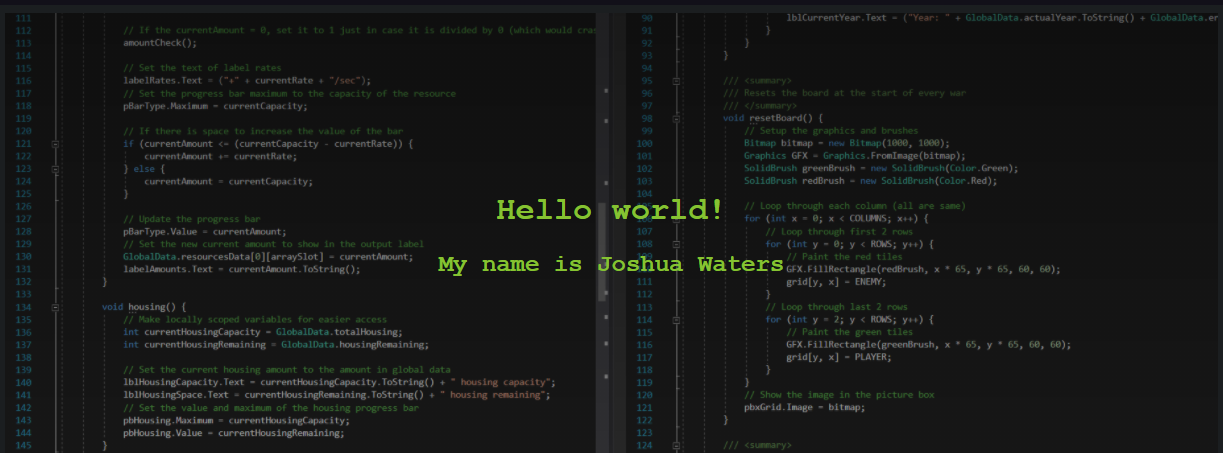 111
112 // If the currentAmount = 0, set it to 1 just in case it is divided by 0 (which would cras
113 amountCheck();
114
115 // Set the text of label rates
116 labelRates.Text = ("+" + currentRate + "/sec");
117 // Set the progress bar maximum to the capacity of the resource
118 pBarType.Maximum = currentCapacity;
119
120 // If there is space to increase the value of the bar
121 if (currentAmount <= (currentCapacity - currentRate)) {
122 currentAmount += currentRate;
123 } else {
124 currentAmount = currentCapacity;
125 }
126
127 // Update the progress bar
128 pBarType.Value = currentAmount;
129 // Set the new current amount to show in the output label
130 GlobalData.resourcesData[0][arraySlot] = currentAmount;
131 labelAmounts.Text = currentAmount.ToString();
132 }
133
134 void housing() {
135 // Make locally scoped variables for easier access
136 int currentHousingCapacity = GlobalData.totalHousing;
137 int currentHousingRemaining = GlobalData.housingRemaining;
138
139 // Set the current housing amount to the amount in global data
140 lblHousingCapacity.Text = currentHousingCapacity.ToString() + " housing capacity";
141 lblHousingSpace.Text = currentHousingRemaining.ToString() + " housing remaining";
142 // Set the value and maximum of the housing progress bar
143 pbHousing.Maximum = currentHousingCapacity;
144 pbHousing.Value = currentHousingRemaining;
145 }
Hello world!
My name is Joshua Waters
90 lblCurrentYear.Text = ("Year: " + GlobalData.actualYear.ToString() + GlobalData.er
91 }
92 }
93 }
94
95 /// <summary>
96 /// Resets the board at the start of every war
97 /// </summary>
98 void resetBoard() {
99 // Setup the graphics and brushes
100 Bitmap bitmap = new Bitmap(1000, 1000);
101 Graphics GFX = Graphics.FromImage(bitmap);
102 SolidBrush greenBrush = new SolidBrush(Color.Green);
103 SolidBrush redBrush = new SolidBrush(Color.Red);
104
105 // Loop through each column (all are same)
for (int x = 0; x < COLUMNS; x++) {
107 // Loop through first 2 rows
108 for (int y = 0; y < ROWS; y++) {
109 // Paint the red tiles
GFX.FillRectangle(redBrush, x * 65, y * 65, 60, 60);
111 grid[y, x] = ENEMY;
112 }
113 // Loop through last 2 rows
114 for (int y = 2; y < ROWS; y++) {
115 // Paint the green tiles
116 GFX.FillRectangle(greenBrush, x * 65, y * 65, 60, 60);
117 grid[y, x] = PLAYER;
118 }
119 }
120 // Show the image in the picture box
121 pbxGrid.Image = bitmap;
122 }
123
124 /// <summary>